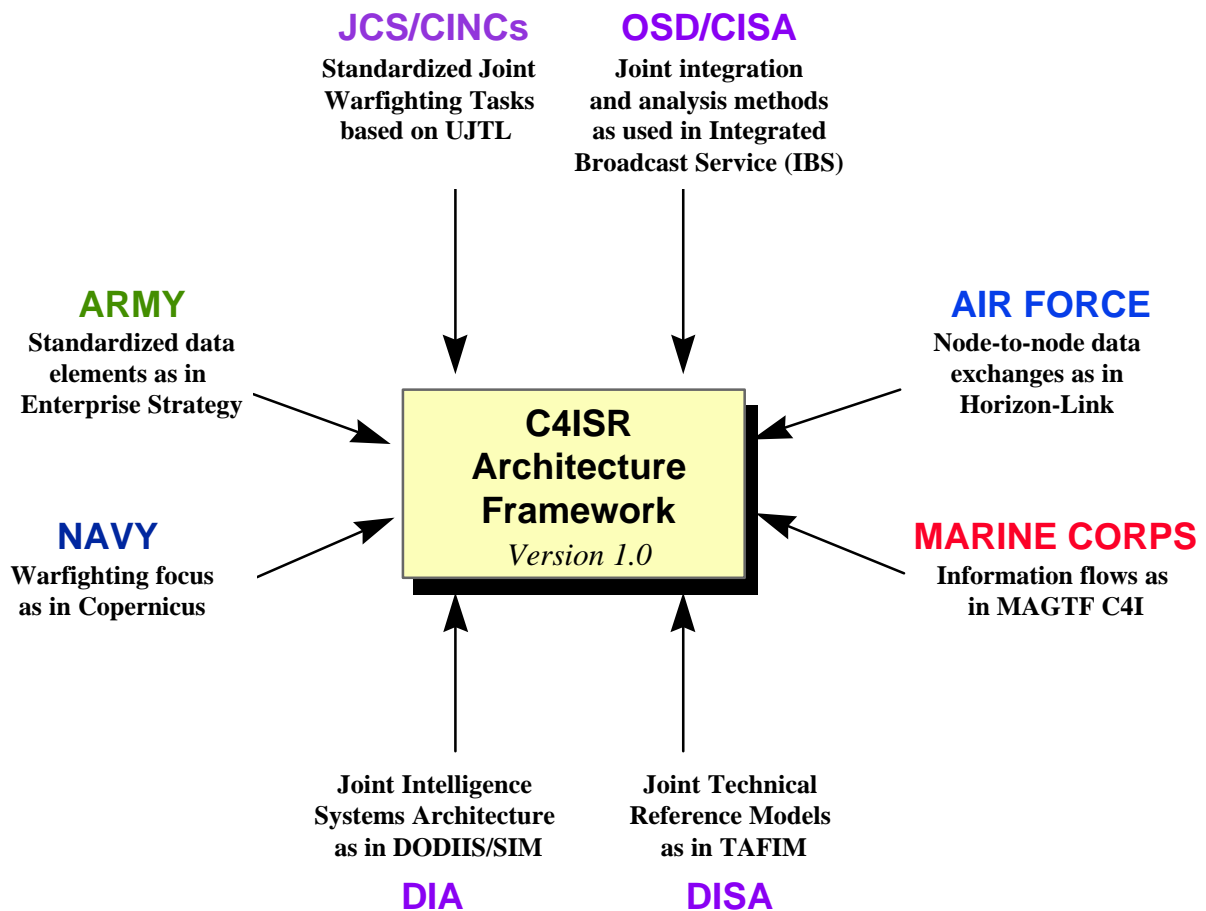 JCS/CINCs
Standardized Joint
Warfighting Tasks
based on UJTL
OSD/CISA
Joint integration
and analysis methods
as used in Integrated
Broadcast Service (IBS)
ARMY
Standardized data
elements as in
Enterprise Strategy
AIR FORCE
Node-to-node data
exchanges as in
Horizon-Link
C4ISR
Architecture
Framework
Version 1.0
NAVY
Warfighting focus
as in Copernicus
MARINE CORPS
Information flows as
in MAGTF C4I
Joint Intelligence
Systems Architecture
as in DODIIS/SIM
DIA
Joint Technical
Reference Models
as in TAFIM
DISA